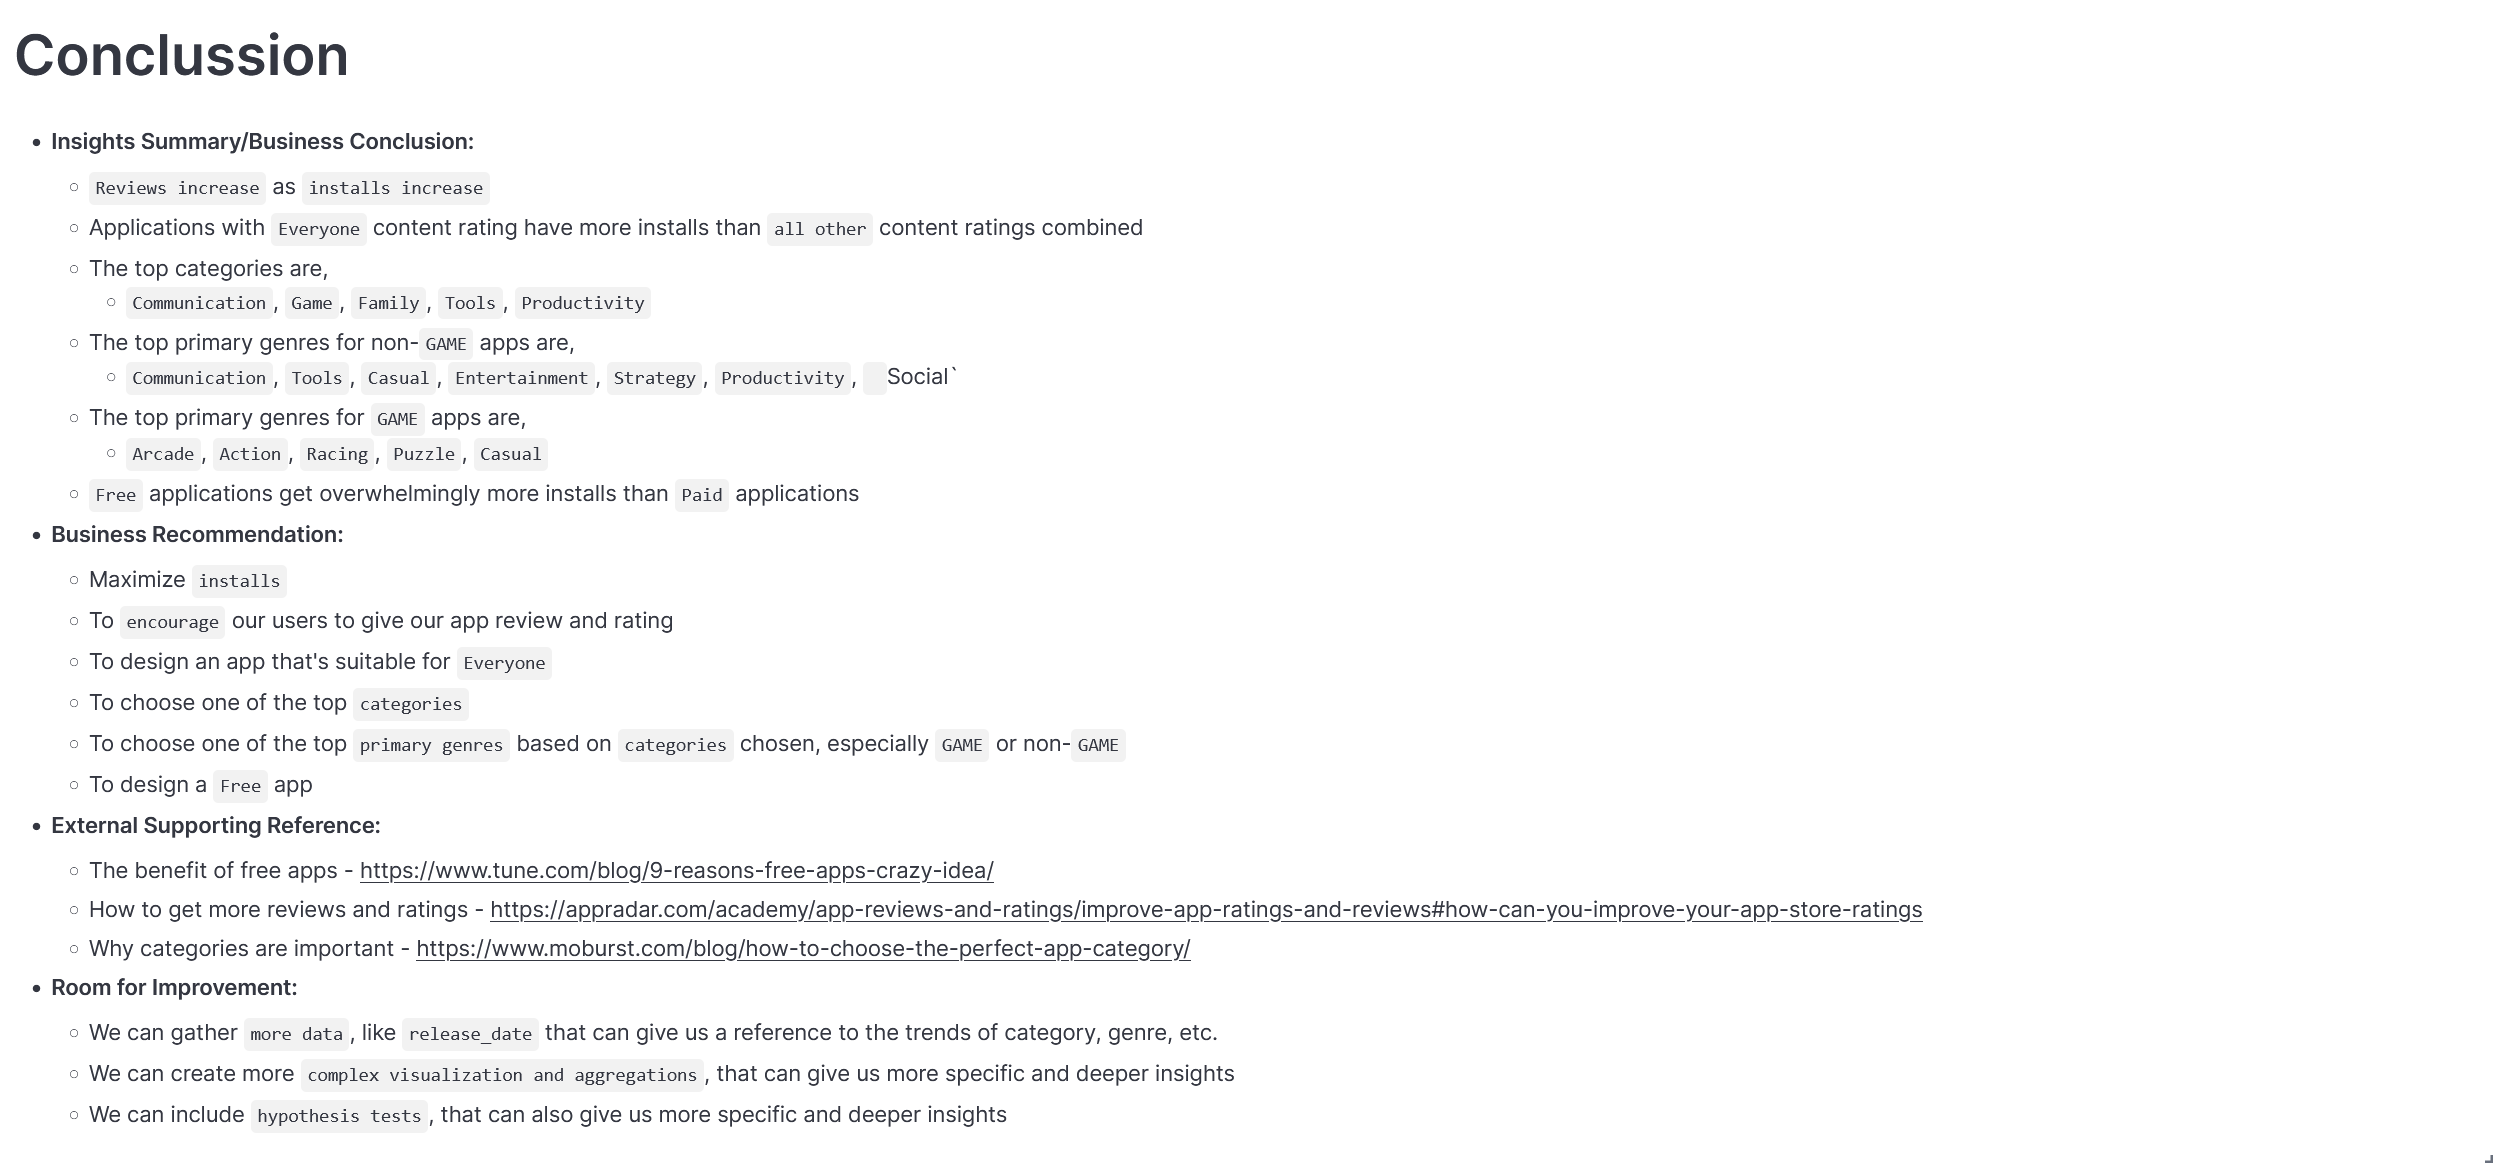 Conclussion
Insights Summary/Business Conclusion:
Reviews increase as installs increase
Applications with Everyone content rating have more installs than all other content ratings combined
The top categories are,
Communication, Game, Family, Tools, Productivity
The top primary genres for non-GAME apps are,
Communication, Tools, Casual, Entertainment, Strategy, Productivity, Social`
The top primary genres for GAME apps are,
Arcade, Action, Racing, Puzzle, Casual
Free applications get overwhelmingly more installs than Paid applications
Business Recommendation:
Maximize installs
To encourage our users to give our app review and rating
To design an app that's suitable for Everyone
To choose one of the top categories
To choose one of the top primary genres based on categories chosen, especially GAME or non-GAME
To design a Free app
External Supporting Reference:
The benefit of free apps - https://www.tune.com/blog/9-reasons-free-apps-crazy-idea/
How to get more reviews and ratings - https://appradar.com/academy/app-reviews-and-ratings/improve-app-ratings-and-reviews#how-can-you-improve-your-app-store-ratings
Why categories are important - https://www.moburst.com/blog/how-to-choose-the-perfect-app-category/
Room for Improvement:
We can gather more data, like release_date that can give us a reference to the trends of category, genre, etc.
We can create more complex visualization and aggregations, that can give us more specific and deeper insights
We can include hypothesis tests, that can also give us more specific and deeper insights